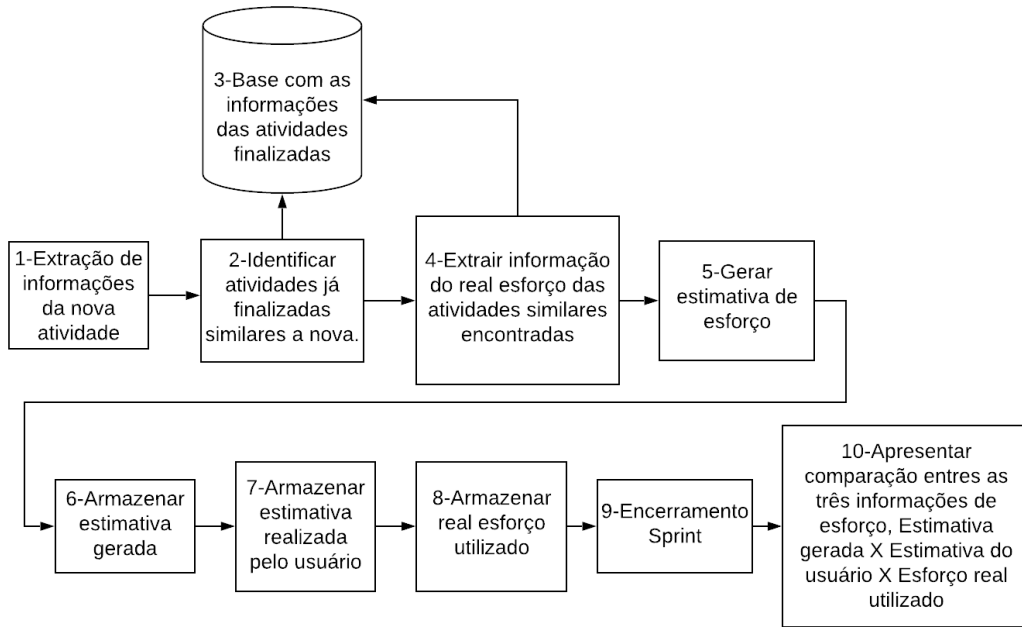 3-Base com as
informações
das atividades
finalizadas
1-Extração de
informações
da nova
atividade
2-Identificar
atividades já
finalizadas
similares a nova.
4-Extrair informação
do real esforço das
atividades similares
encontradas
5-Gerar
estimativa de
esforço
6-Armazenar
estimativa
gerada
7-Armazenar
estimativa
realizada
pelo usuário
8-Armazenar
real esforço
utilizado
9-Encerramento
Sprint
10-Apresentar
comparação entres as
três informações de
esforço, Estimativa
gerada X Estimativa do
usuário X Esforço real
utilizado